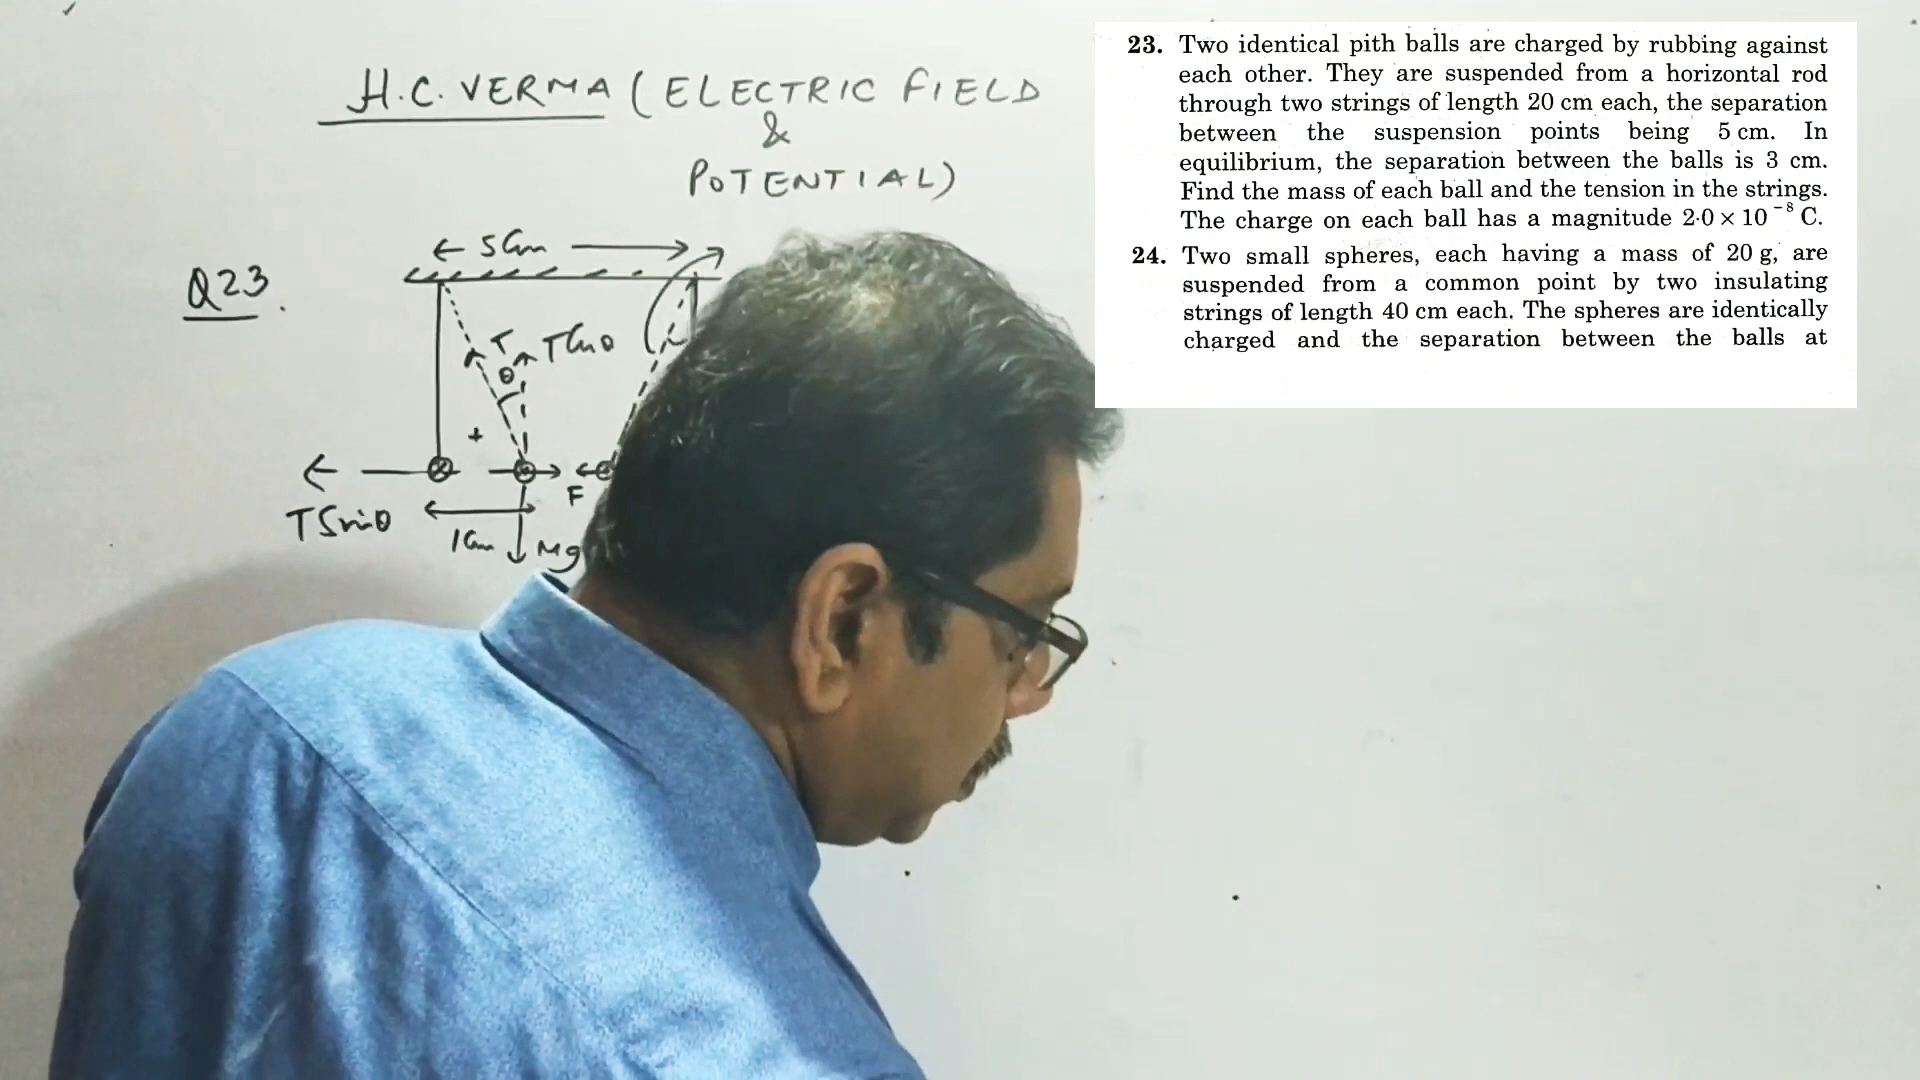 H.C. VERMA ( ELECTRIC FIELD
&
POTENTIAL)
Q23.
5cm
T
T Cos θ
θ
+
F
T Sin θ
1cm
Mg
23. Two identical pith balls are charged by rubbing against
each other. They are suspended from a horizontal rod
through two strings of length 20 cm each, the separation
between the suspension points being 5 cm. In
equilibrium, the separation between the balls is 3 cm.
Find the mass of each ball and the tension in the strings.
The charge on each ball has a magnitude 2·0 × 10⁻⁸ C.
24. Two small spheres, each having a mass of 20 g, are
suspended from a common point by two insulating
strings of length 40 cm each. The spheres are identically
charged and the separation between the balls at